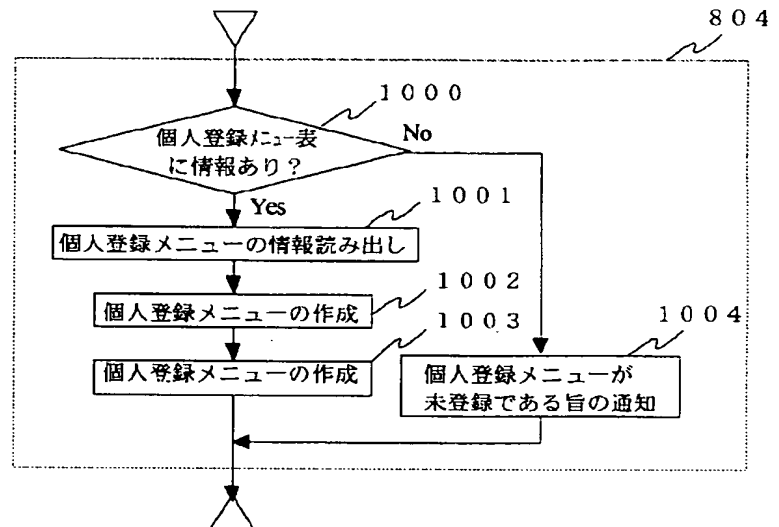 804
1000
個人登録メニュー表
に情報あり?
No
Yes
1001
個人登録メニューの情報読み出し
1002
個人登録メニューの作成
1003
個人登録メニューの作成
1004
個人登録メニューが
未登録である旨の通知